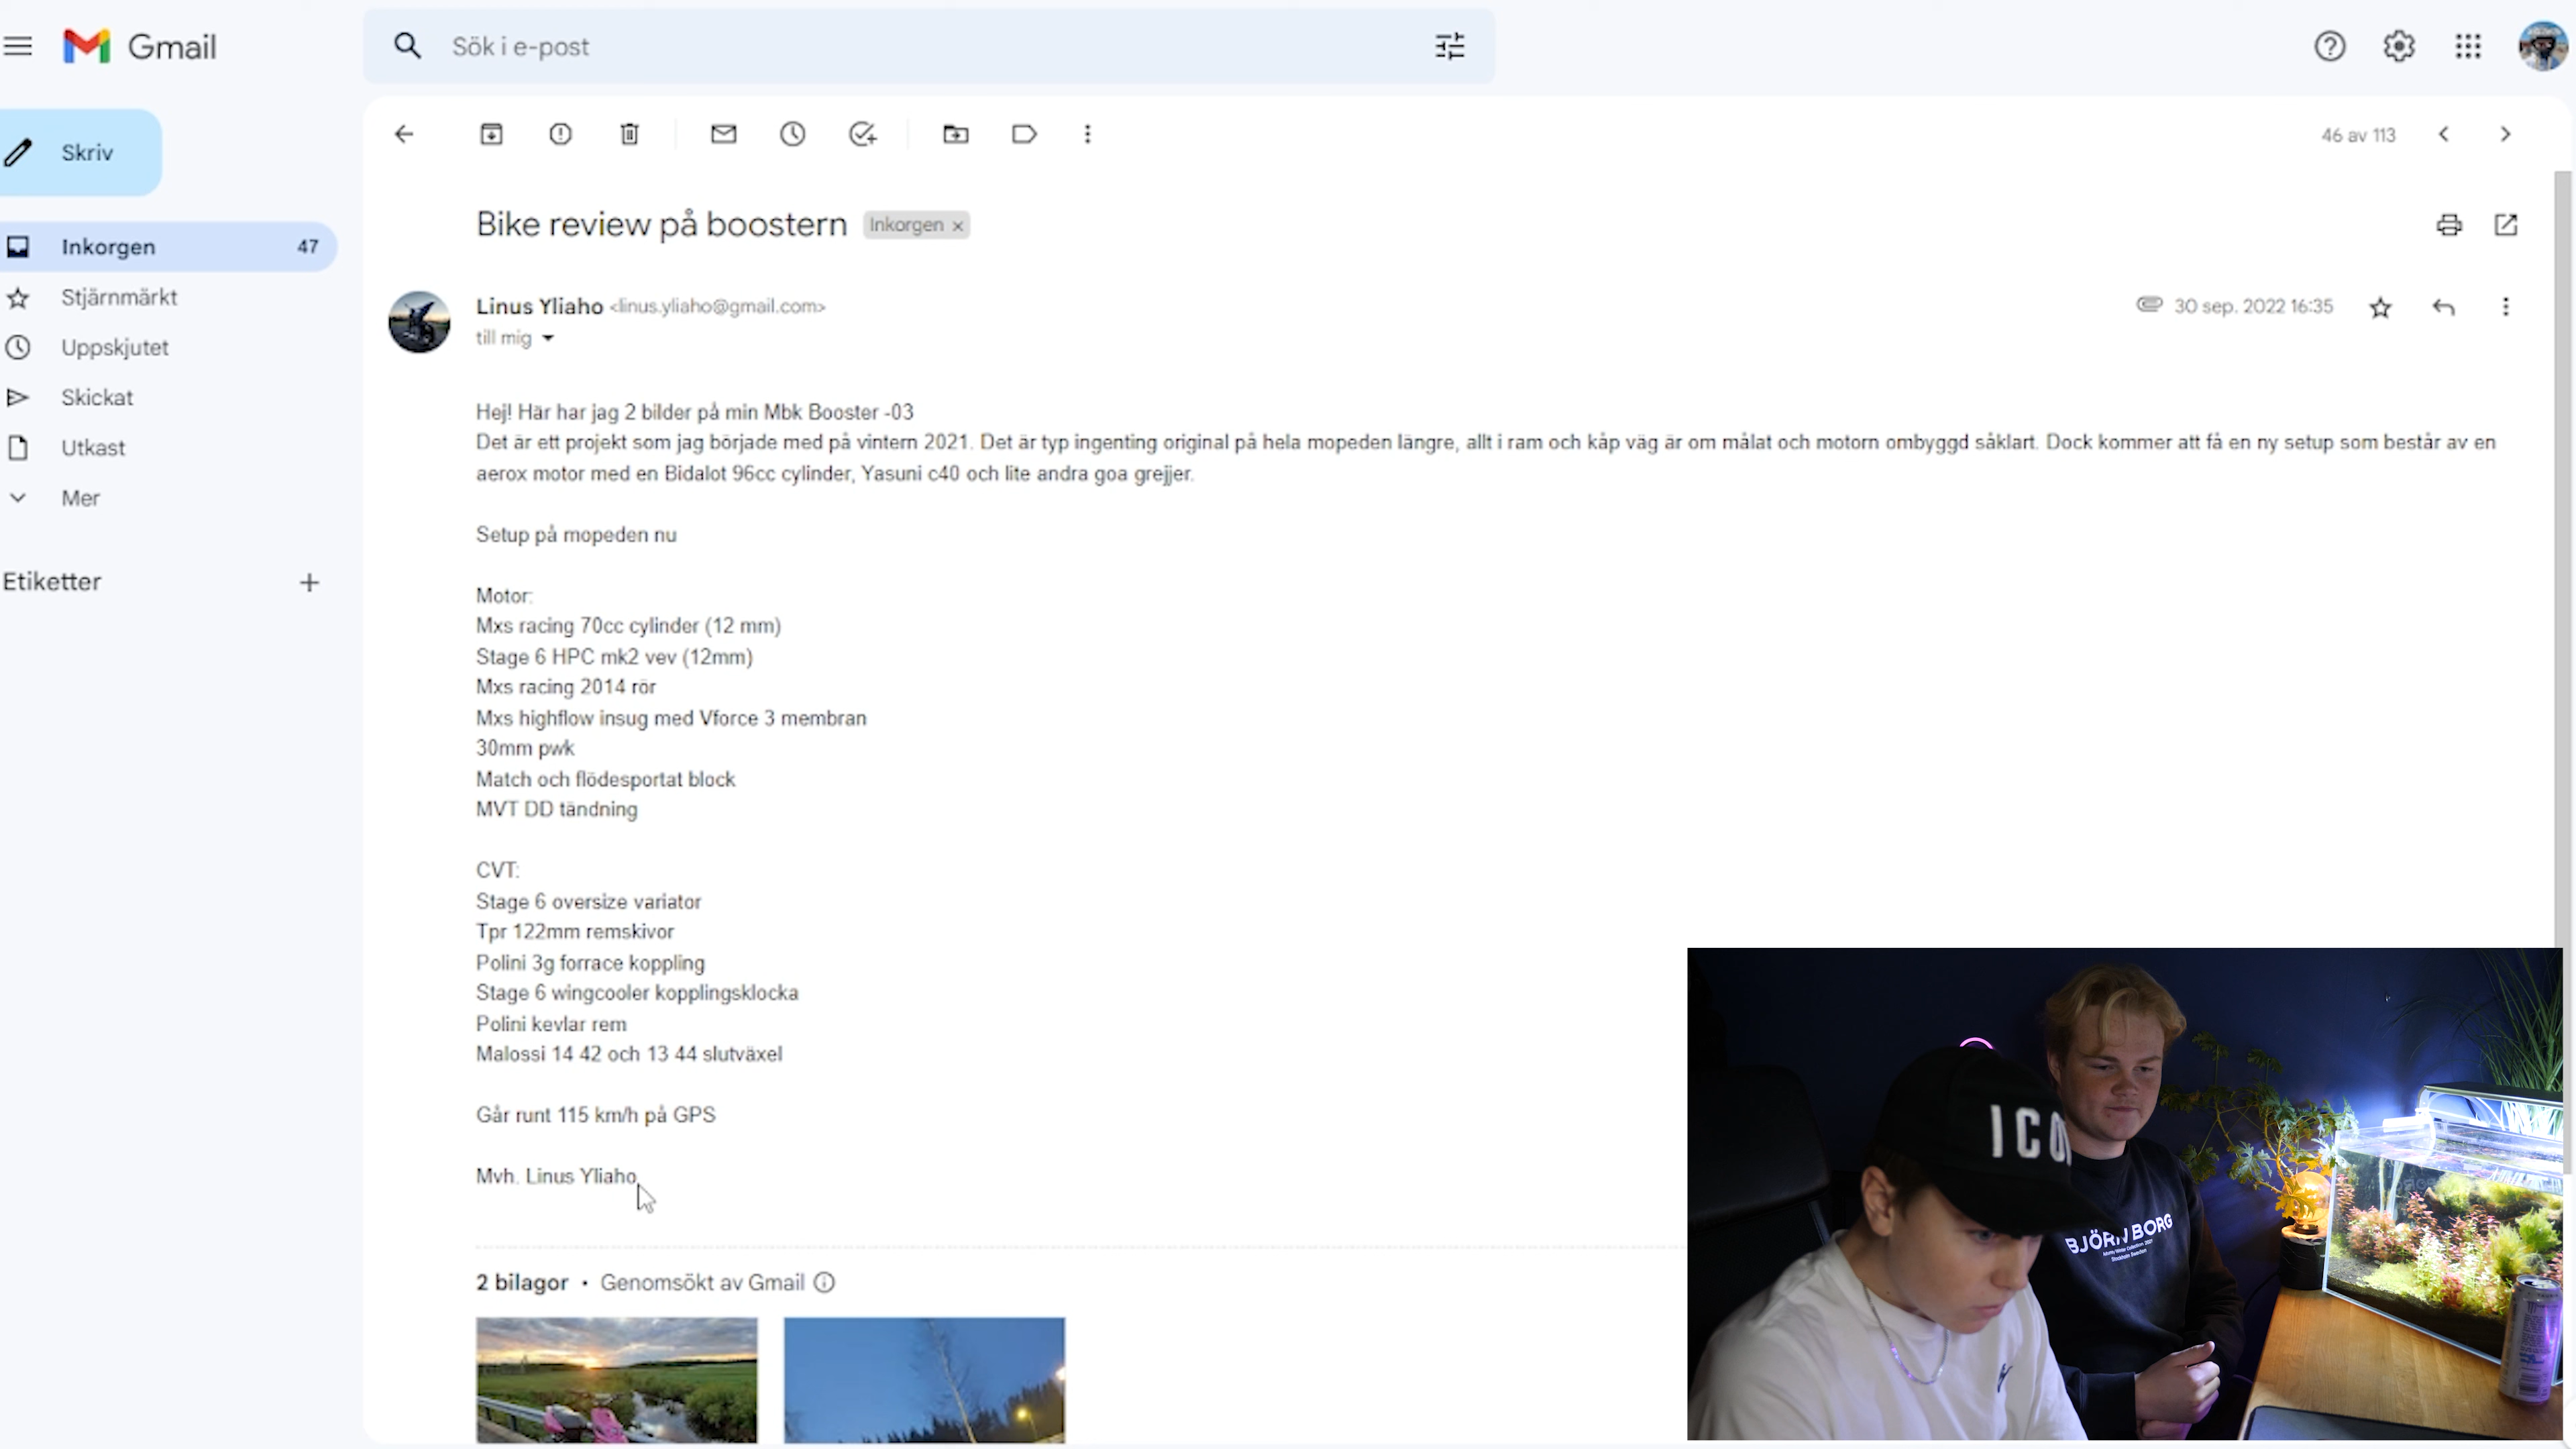 Gmail
Sök i e-post
Skriv
46 av 113
Inkorgen 47
Stjärnmärkt
Uppskjutet
Skickat
Utkast
Mer
Etiketter
Bike review på boostern Inkorgen
Linus Yliaho <linus.yliaho@gmail.com> 30 sep. 2022 16:35
till mig
Hej! Här har jag 2 bilder på min Mbk Booster -03
Det är ett projekt som jag började med på vintern 2021. Det är typ ingenting original på hela mopeden längre, allt i ram och kåp väg är om målat och motorn ombyggd såklart. Dock kommer att få en ny setup som består av en
aerox motor med en Bidalot 96cc cylinder, Yasuni c40 och lite andra goa grejjer.
Setup på mopeden nu
Motor:
Mxs racing 70cc cylinder (12 mm)
Stage 6 HPC mk2 vev (12mm)
Mxs racing 2014 rör
Mxs highflow insug med Vforce 3 membran
30mm pwk
Match och flödesportat block
MVT DD tändning
CVT:
Stage 6 oversize variator
Tpr 122mm remskivor
Polini 3g forrace koppling
Stage 6 wingcooler kopplingsklocka
Polini kevlar rem
Malossi 14 42 och 13 44 slutväxel
Går runt 115 km/h på GPS
Mvh. Linus Yliaho
2 bilagor • Genomsökt av Gmail
ICON
BJÖRN BORG